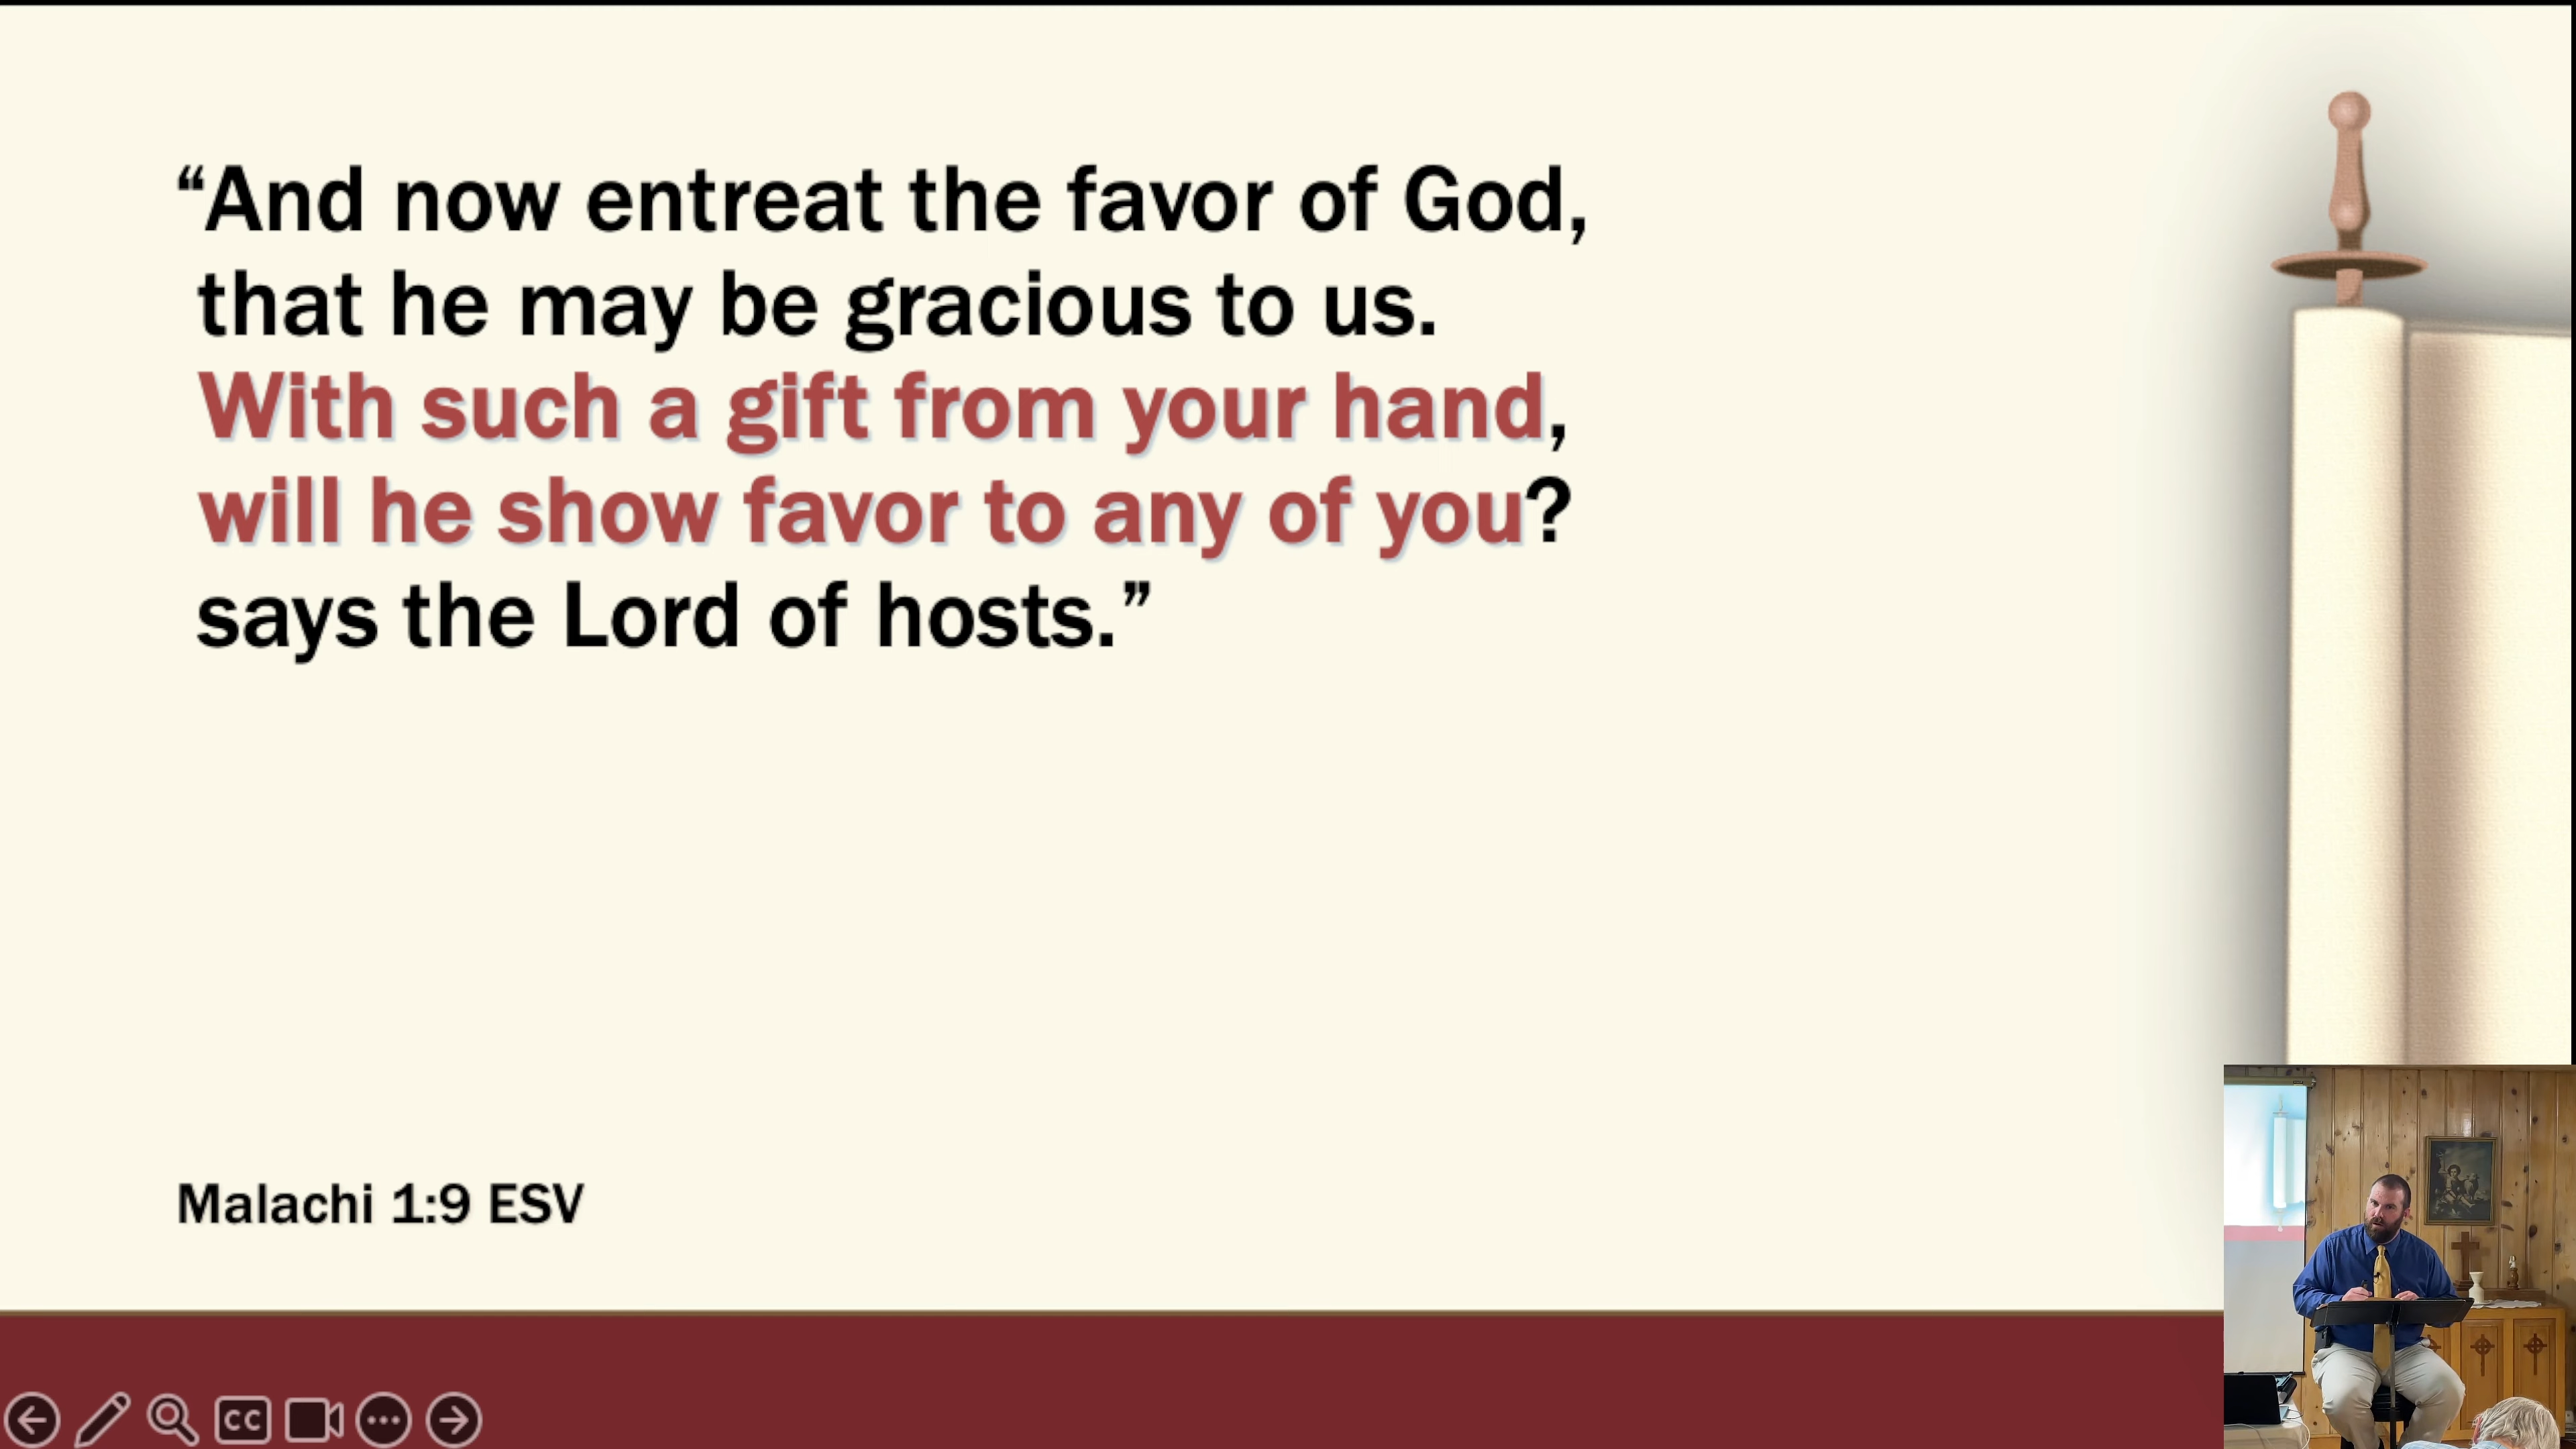 “And now entreat the favor of God,
that he may be gracious to us.
With such a gift from your hand,
will he show favor to any of you?
says the Lord of hosts.”
Malachi 1:9 ESV
CC